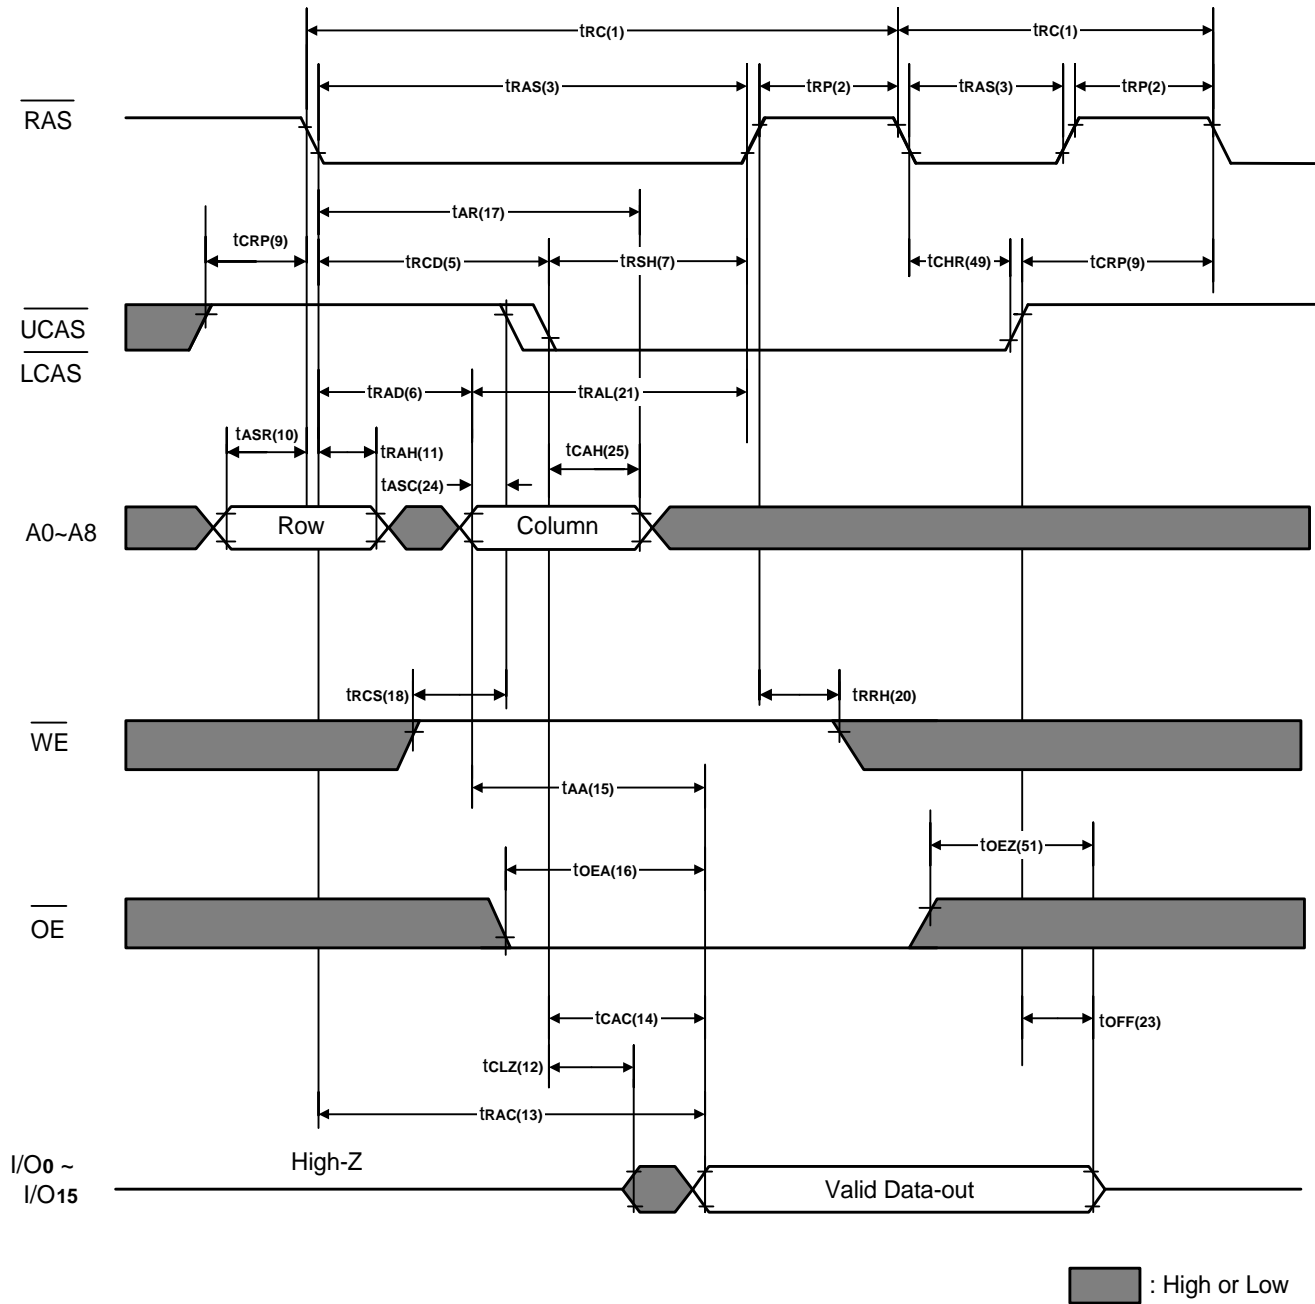 tRC(1) tRC(1)
tRAS(3) tRP(2) tRAS(3) tRP(2)
RAS
tAR(17)
tCRP(9) tRCD(5) tRSH(7) tCHR(49) tCRP(9)
UCAS
LCAS
tRAD(6) tRAL(21)
tASR(10) tRAH(11) tCAH(25)
tASC(24)
A0~A8 Row Column
tRCS(18) tRRH(20)
WE
tAA(15)
tOEZ(51)
tOEA(16)
OE
tCAC(14) tOFF(23)
tCLZ(12)
tRAC(13)
I/O0 ~ High-Z
I/O15 Valid Data-out
: High or Low